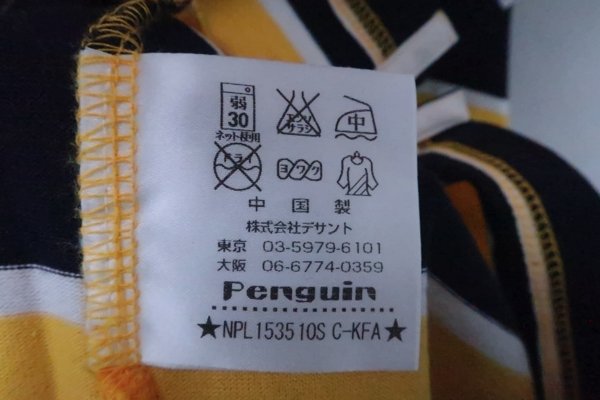 弱
30
ネット使用
エンソ
サラシ
中
ドライ
ヨワク
中国製
株式会社デサント
東京 03-5979-6101
大阪 06-6774-0359
Penguin
★NPL153510S C-KFA★